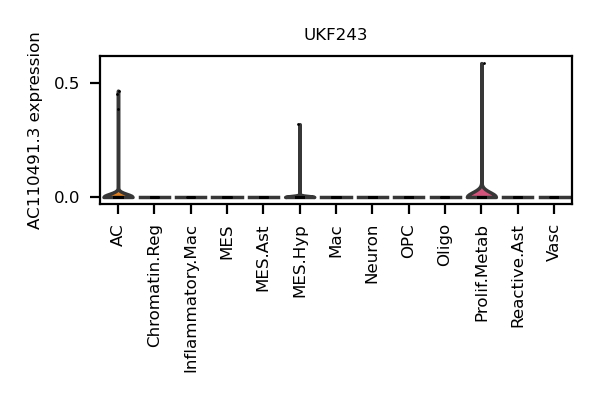 UKF243
AC110491.3 expression
0.5
0.0
AC
Chromatin.Reg
Inflammatory.Mac
MES
MES.Ast
MES.Hyp
Mac
Neuron
OPC
Oligo
Prolif.Metab
Reactive.Ast
Vasc